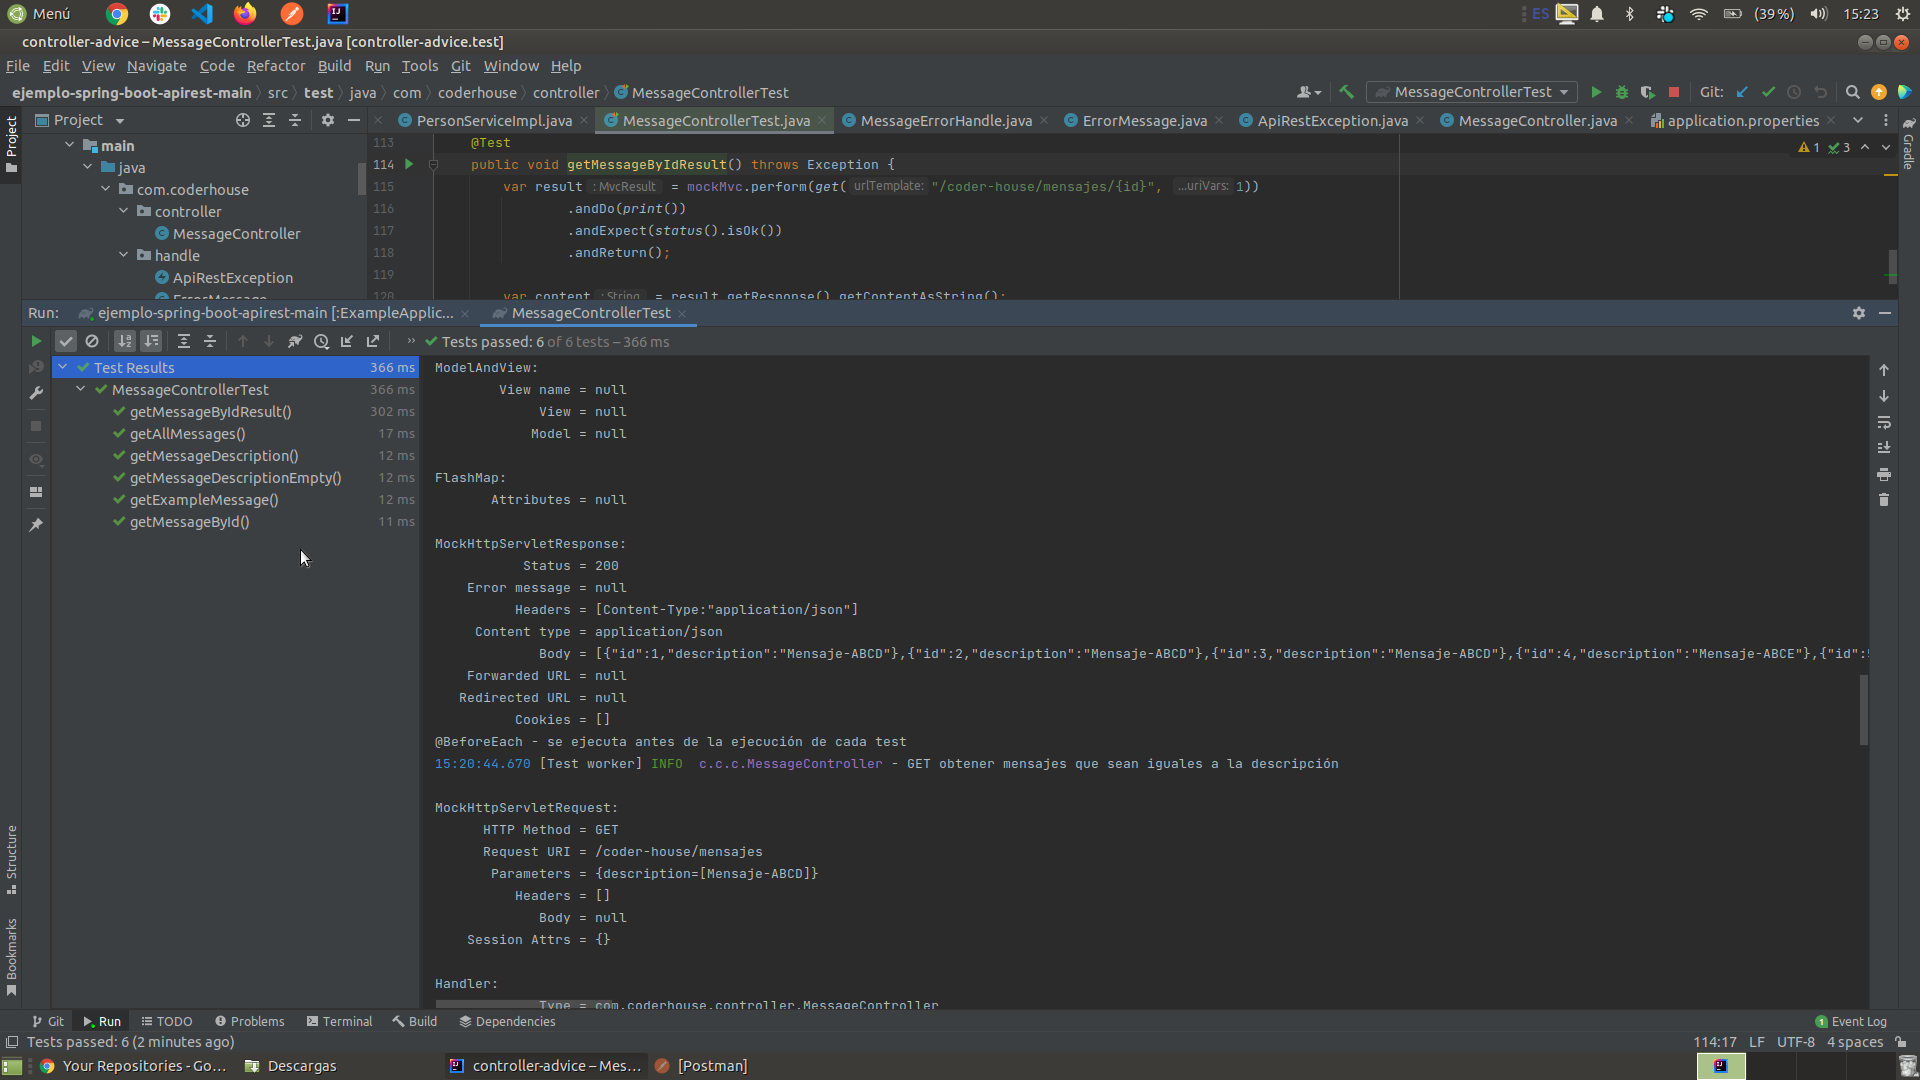 Menú
ES
(39%)
15:23
controller-advice – MessageControllerTest.java [controller-advice.test]
File Edit View Navigate Code Refactor Build Run Tools Git Window Help
ejemplo-spring-boot-apirest-main src test java com coderhouse controller MessageControllerTest
MessageControllerTest
Git:
Project
PersonServiceImpl.java MessageControllerTest.java MessageErrorHandle.java ErrorMessage.java ApiRestException.java MessageController.java application.properties
main
java
com.coderhouse
controller
MessageController
handle
ApiRestException
ErrorMessage
1 3
113 @Test
114 public void getMessageByIdResult() throws Exception {
115 var result : MvcResult = mockMvc.perform(get( urlTemplate: "/coder-house/mensajes/{id}", ...uriVars: 1))
116 .andDo(print())
117 .andExpect(status().isOk())
118 .andReturn();
119
120 var content : String = result.getResponse().getContentAsString();
Run: ejemplo-spring-boot-apirest-main [:ExampleApplic... MessageControllerTest
Tests passed: 6 of 6 tests – 366 ms
Test Results 366 ms
MessageControllerTest 366 ms
getMessageByIdResult() 302 ms
getAllMessages() 17 ms
getMessageDescription() 12 ms
getMessageDescriptionEmpty() 12 ms
getExampleMessage() 12 ms
getMessageById() 11 ms
ModelAndView:
View name = null
View = null
Model = null
FlashMap:
Attributes = null
MockHttpServletResponse:
Status = 200
Error message = null
Headers = [Content-Type:"application/json"]
Content type = application/json
Body = [{"id":1,"description":"Mensaje-ABCD"},{"id":2,"description":"Mensaje-ABCD"},{"id":3,"description":"Mensaje-ABCD"},{"id":4,"description":"Mensaje-ABCE"},{"id":
Forwarded URL = null
Redirected URL = null
Cookies = []
@BeforeEach - se ejecuta antes de la ejecución de cada test
15:20:44.670 [Test worker] INFO c.c.c.MessageController - GET obtener mensajes que sean iguales a la descripción
MockHttpServletRequest:
HTTP Method = GET
Request URI = /coder-house/mensajes
Parameters = {description=[Mensaje-ABCD]}
Headers = []
Body = null
Session Attrs = {}
Handler:
Type = com.coderhouse.controller.MessageController
Project
Structure
Bookmarks
Gradle
Git Run TODO Problems Terminal Build Dependencies
1 Event Log
Tests passed: 6 (2 minutes ago)
114:17 LF UTF-8 4 spaces
Your Repositories - Go...
Descargas
controller-advice – Mes...
[Postman]